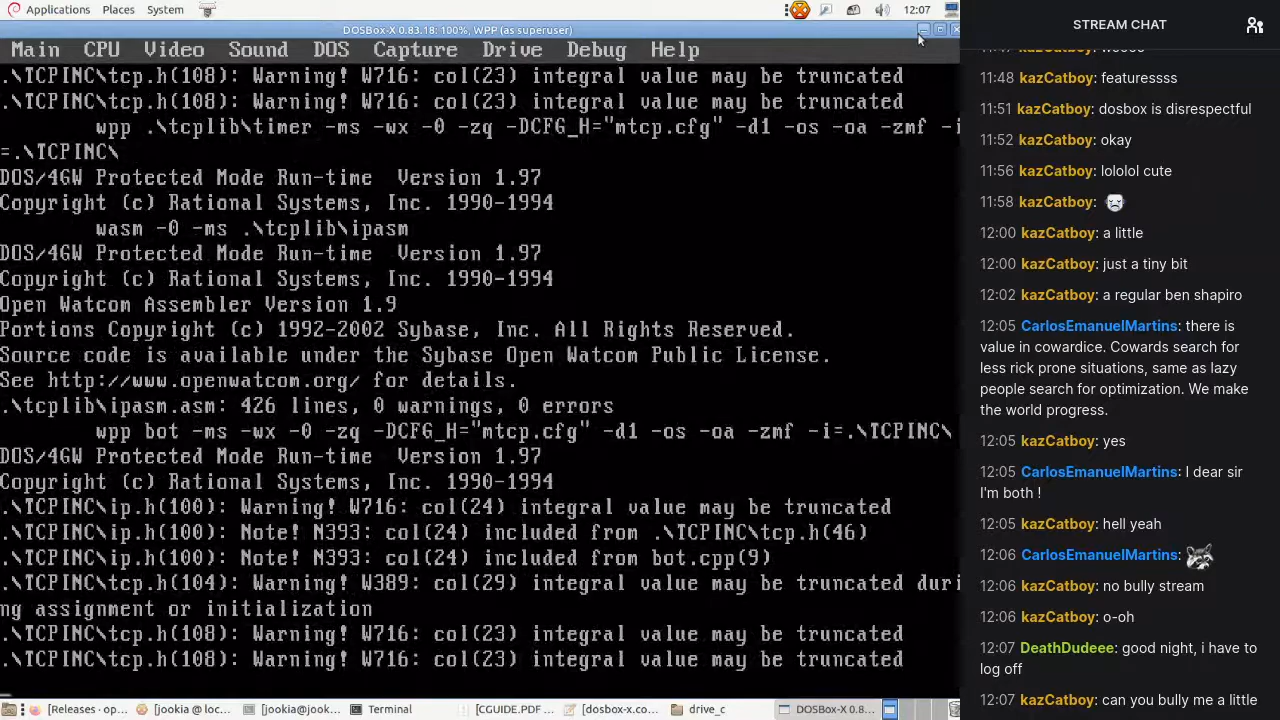 Applications Places System 12:07
DOSBox-X 0.83.18: 100%, WPP (as superuser)
Main CPU Video Sound DOS Capture Drive Debug Help
.\TCPINC\tcp.h(108): Warning! W716: col(23) integral value may be truncated
.\TCPINC\tcp.h(108): Warning! W716: col(23) integral value may be truncated
wpp .\tcplib\timer -ms -wx -0 -zq -DCFG_H="mtcp.cfg" -d1 -os -oa -zmf -i
=.\TCPINC\
DOS/4GW Protected Mode Run-time Version 1.97
Copyright (c) Rational Systems, Inc. 1990-1994
wasm -0 -ms .\tcplib\ipasm
DOS/4GW Protected Mode Run-time Version 1.97
Copyright (c) Rational Systems, Inc. 1990-1994
Open Watcom Assembler Version 1.9
Portions Copyright (c) 1992-2002 Sybase, Inc. All Rights Reserved.
Source code is available under the Sybase Open Watcom Public License.
See http://www.openwatcom.org/ for details.
.\tcplib\ipasm.asm: 426 lines, 0 warnings, 0 errors
wpp bot -ms -wx -0 -zq -DCFG_H="mtcp.cfg" -d1 -os -oa -zmf -i=.\TCPINC\
DOS/4GW Protected Mode Run-time Version 1.97
Copyright (c) Rational Systems, Inc. 1990-1994
.\TCPINC\ip.h(100): Warning! W716: col(24) integral value may be truncated
.\TCPINC\ip.h(100): Note! N393: col(24) included from .\TCPINC\tcp.h(46)
.\TCPINC\ip.h(100): Note! N393: col(24) included from bot.cpp(9)
.\TCPINC\tcp.h(104): Warning! W389: col(29) integral value may be truncated duri
ng assignment or initialization
.\TCPINC\tcp.h(108): Warning! W716: col(23) integral value may be truncated
.\TCPINC\tcp.h(108): Warning! W716: col(23) integral value may be truncated
[Releases · op... [jookia @ loc... [jookia@jook... Terminal [CGUIDE.PDF ... [dosbox-x.co... drive_c DOSBox-X 0.8...
STREAM CHAT
11:48 kazCatboy: featuressss
11:51 kazCatboy: dosbox is disrespectful
11:52 kazCatboy: okay
11:56 kazCatboy: lololol cute
11:58 kazCatboy:
12:00 kazCatboy: a little
12:00 kazCatboy: just a tiny bit
12:02 kazCatboy: a regular ben shapiro
12:05 CarlosEmanuelMartins: there is
value in cowardice. Cowards search for
less rick prone situations, same as lazy
people search for optimization. We make
the world progress.
12:05 kazCatboy: yes
12:05 CarlosEmanuelMartins: I dear sir
I'm both !
12:05 kazCatboy: hell yeah
12:06 CarlosEmanuelMartins:
12:06 kazCatboy: no bully stream
12:06 kazCatboy: o-oh
12:07 DeathDudeee: good night, i have to
log off
12:07 kazCatboy: can you bully me a little